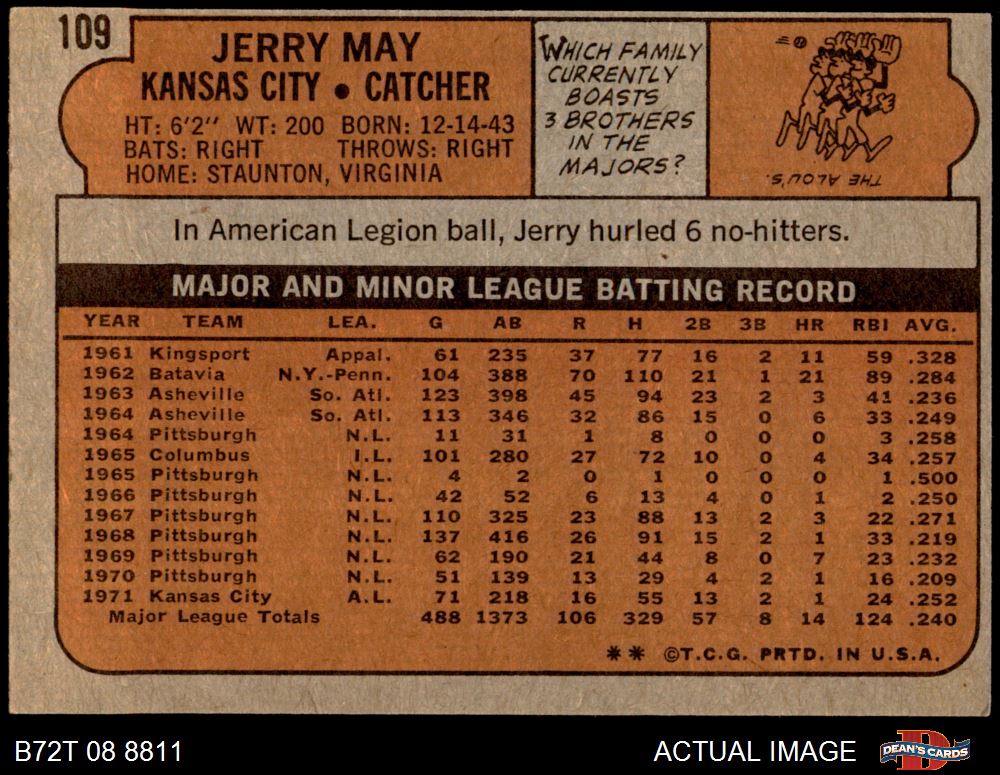 109
JERRY MAY
KANSAS CITY • CATCHER
HT: 6'2" WT: 200 BORN: 12-14-43
BATS: RIGHT THROWS: RIGHT
HOME: STAUNTON, VIRGINIA
WHICH FAMILY
CURRENTLY
BOASTS
3 BROTHERS
IN THE
MAJORS?
THE ALOU'S.
In American Legion ball, Jerry hurled 6 no-hitters.
MAJOR AND MINOR LEAGUE BATTING RECORD
YEAR TEAM LEA. G AB R H 2B 3B HR RBI AVG.
1961 Kingsport Appal. 61 235 37 77 16 2 11 59 .328
1962 Batavia N.Y.-Penn. 104 388 70 110 21 1 21 89 .284
1963 Asheville So. Atl. 123 398 45 94 23 2 3 41 .236
1964 Asheville So. Atl. 113 346 32 86 15 0 6 33 .249
1964 Pittsburgh N.L. 11 31 1 8 0 0 0 3 .258
1965 Columbus I.L. 101 280 27 72 10 0 4 34 .257
1965 Pittsburgh N.L. 4 2 0 1 0 0 0 1 .500
1966 Pittsburgh N.L. 42 52 6 13 4 0 1 2 .250
1967 Pittsburgh N.L. 110 325 23 88 13 2 3 22 .271
1968 Pittsburgh N.L. 137 416 26 91 15 2 1 33 .219
1969 Pittsburgh N.L. 62 190 21 44 8 0 7 23 .232
1970 Pittsburgh N.L. 51 139 13 29 4 2 1 16 .209
1971 Kansas City A.L. 71 218 16 55 13 2 1 24 .252
Major League Totals 488 1373 106 329 57 8 14 124 .240
** ©T.C.G. PRTD. IN U.S.A.
B72T 08 8811
ACTUAL IMAGE
D
DEAN'S CARDS